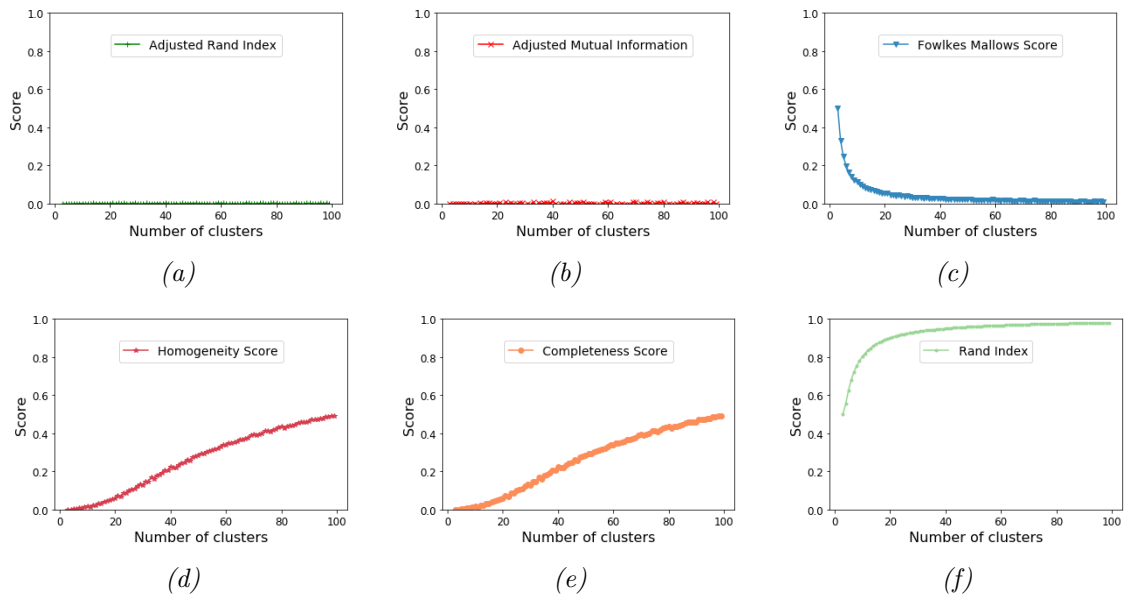 1.0 0.8 0.6 0.4 0.2 0.0
Score
Adjusted Rand Index
0 20 40 60 80 100
Number of clusters
(a)
1.0 0.8 0.6 0.4 0.2 0.0
Score
Adjusted Mutual Information
0 20 40 60 80 100
Number of clusters
(b)
1.0 0.8 0.6 0.4 0.2 0.0
Score
Fowlkes Mallows Score
0 20 40 60 80 100
Number of clusters
(c)
1.0 0.8 0.6 0.4 0.2 0.0
Score
Homogeneity Score
0 20 40 60 80 100
Number of clusters
(d)
1.0 0.8 0.6 0.4 0.2 0.0
Score
Completeness Score
0 20 40 60 80 100
Number of clusters
(e)
1.0 0.8 0.6 0.4 0.2 0.0
Score
Rand Index
0 20 40 60 80 100
Number of clusters
(f)